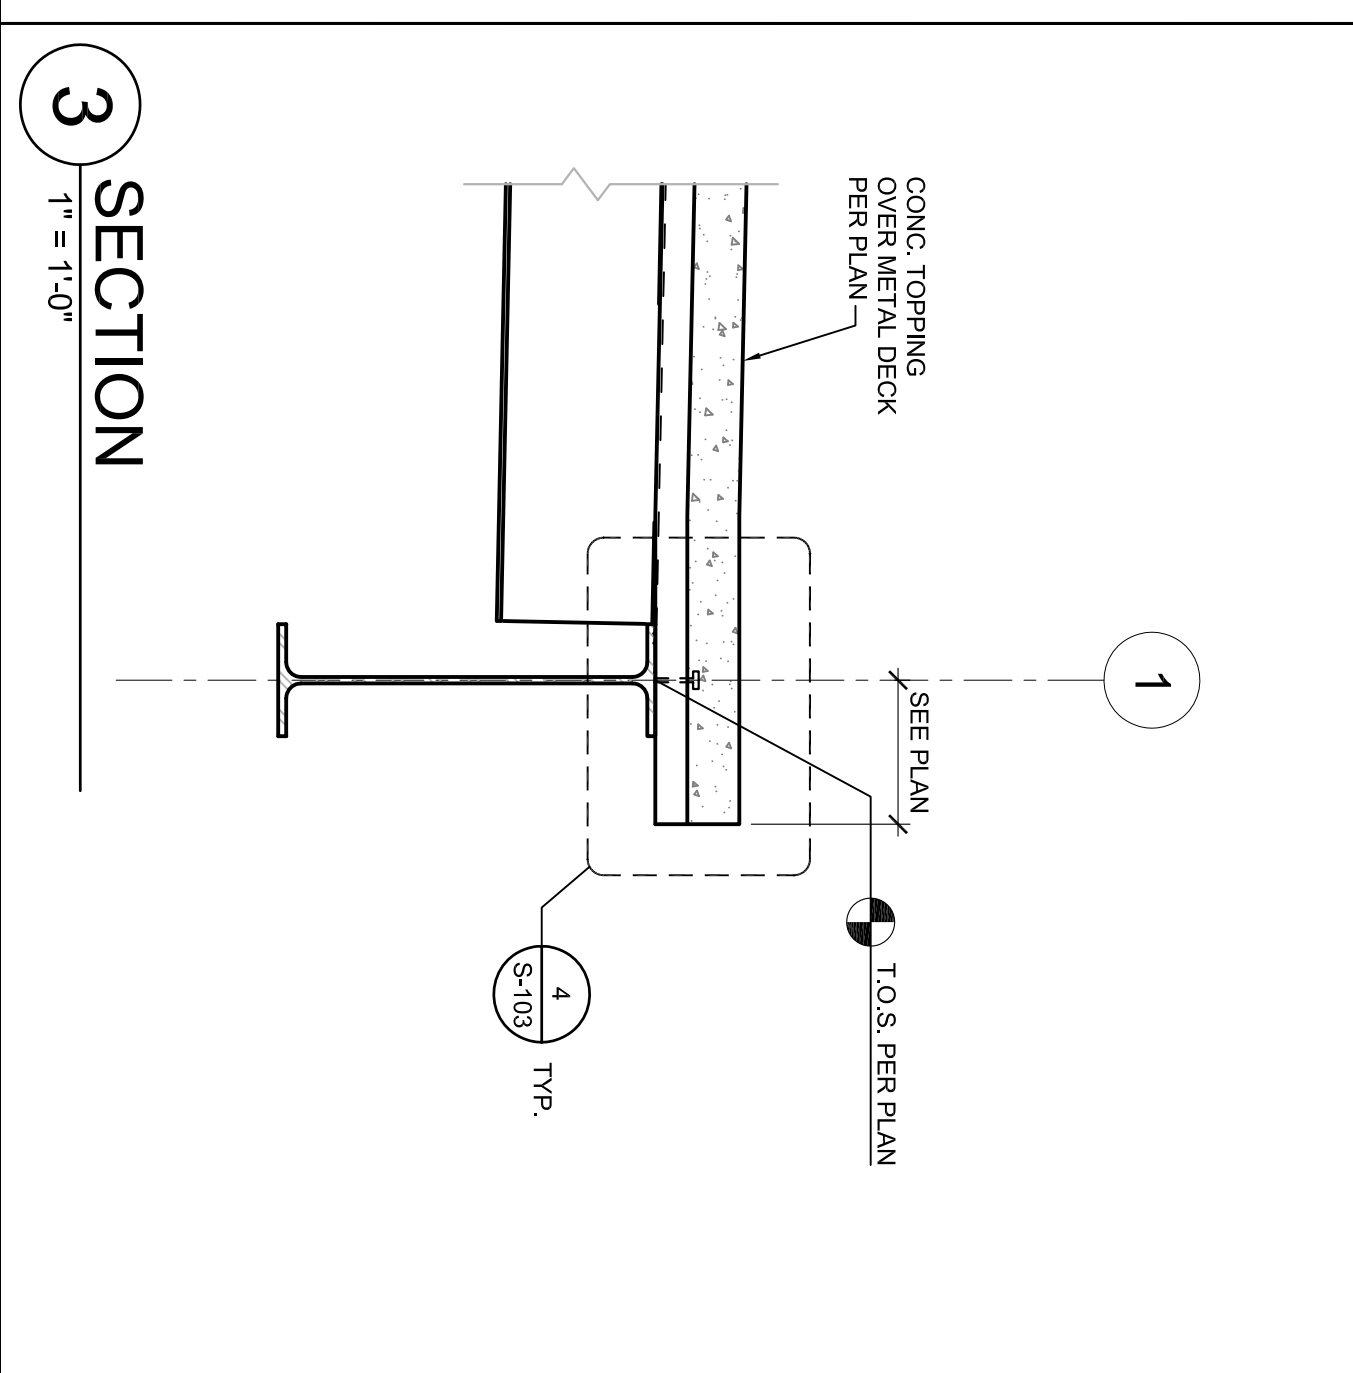 1
SEE PLAN
CONC. TOPPING
OVER METAL DECK
PER PLAN
T.O.S. PER PLAN
4
S-103
TYP.
3
SECTION
1" = 1'-0"